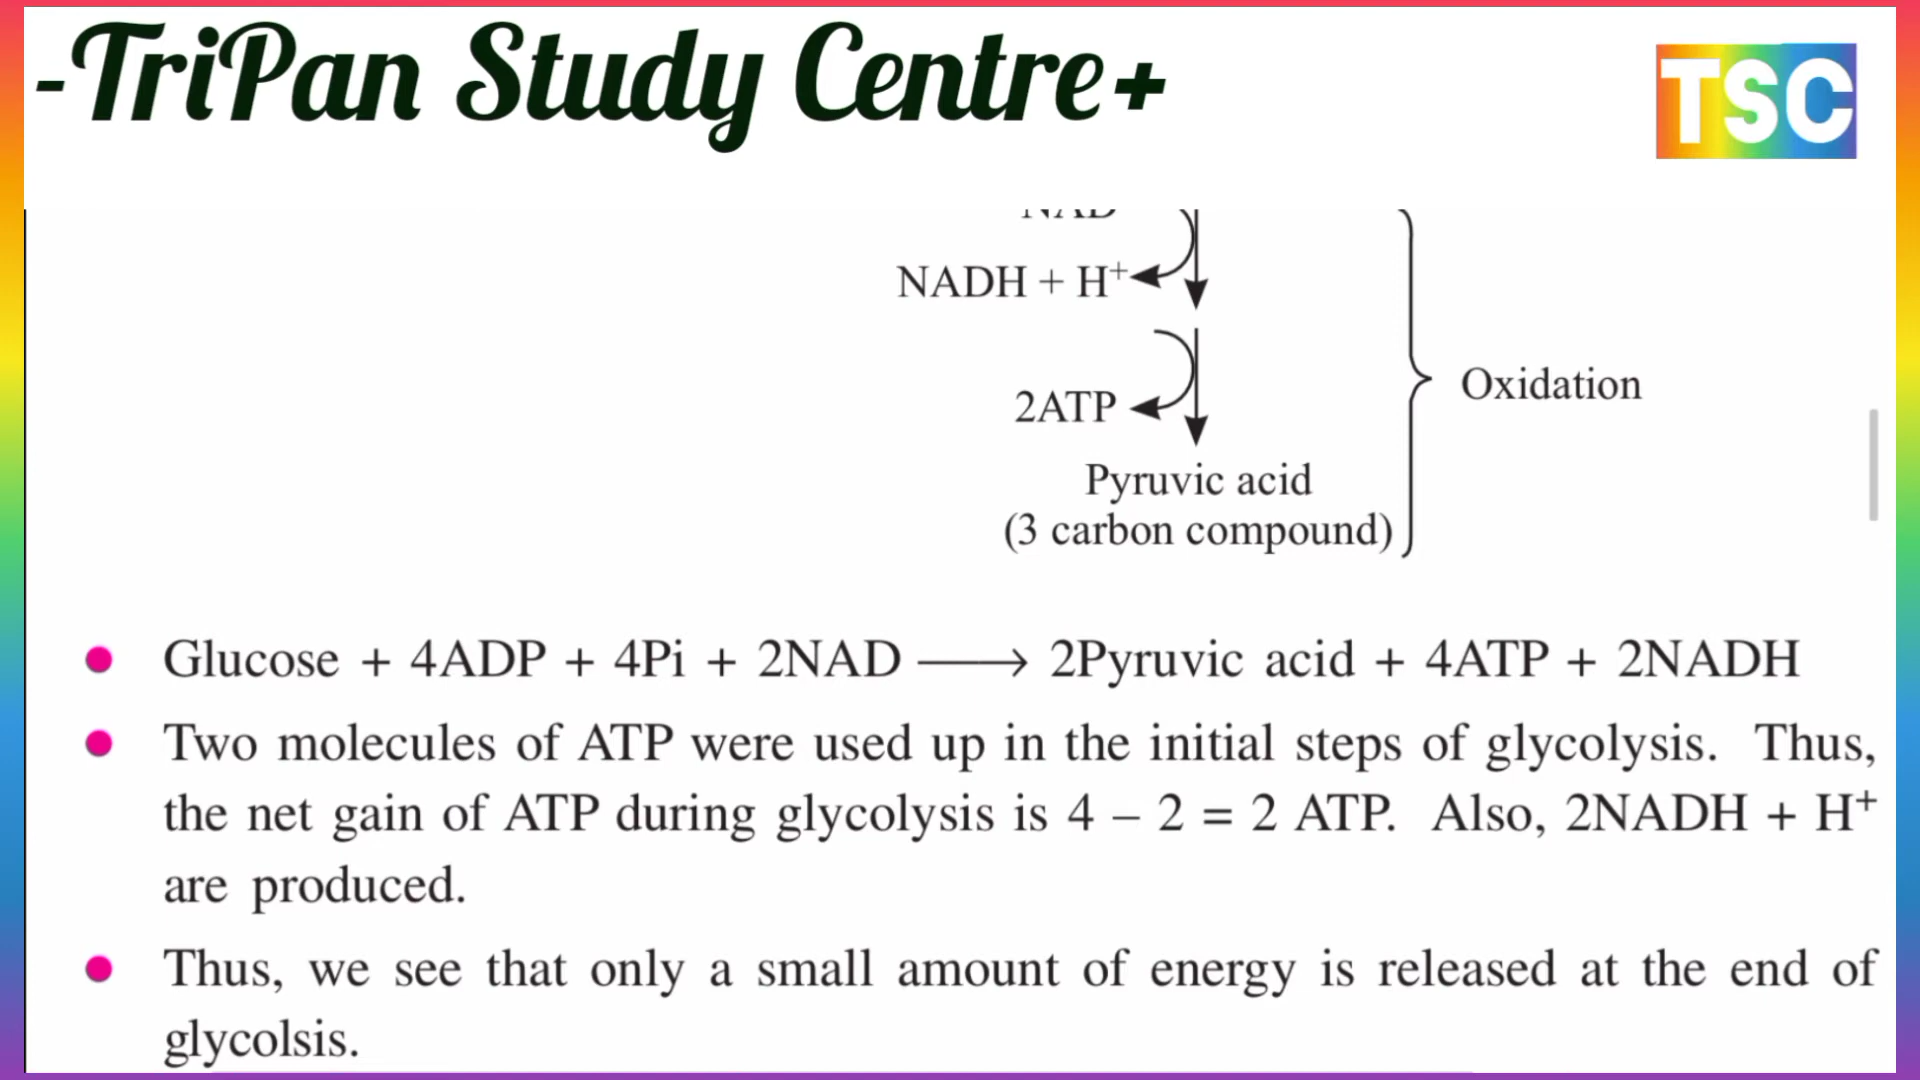 -TriPan Study Centre+
TSC
NAD
NADH + H⁺
2ATP
Oxidation
Pyruvic acid
(3 carbon compound)
Glucose + 4ADP + 4Pi + 2NAD ⟶ 2Pyruvic acid + 4ATP + 2NADH
Two molecules of ATP were used up in the initial steps of glycolysis. Thus,
the net gain of ATP during glycolysis is 4 – 2 = 2 ATP. Also, 2NADH + H⁺
are produced.
Thus, we see that only a small amount of energy is released at the end of
glycolsis.